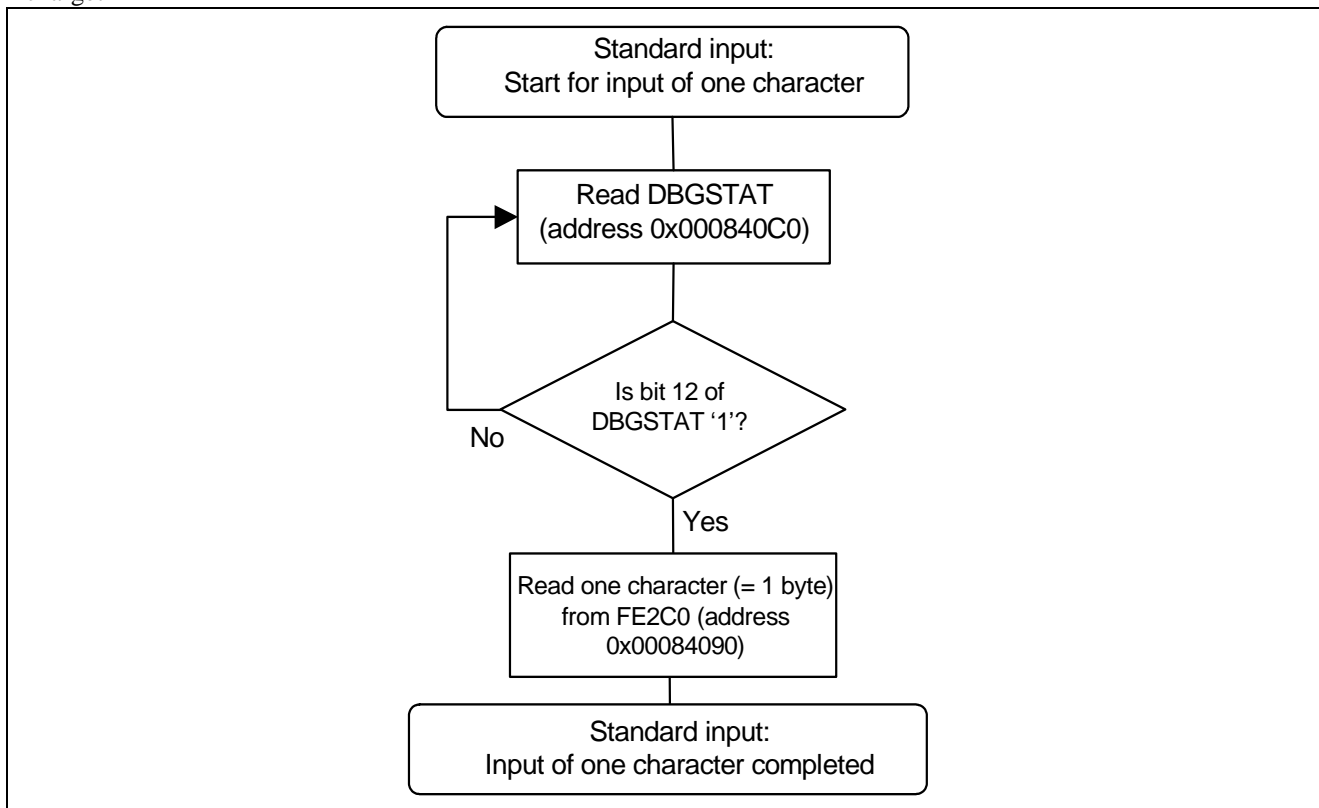 Standard input:
Start for input of one character
Read DBGSTAT
(address 0x000840C0)
Is bit 12 of
DBGSTAT ‘1’?
No
Yes
Read one character (= 1 byte)
from FE2C0 (address
0x00084090)
Standard input:
Input of one character completed